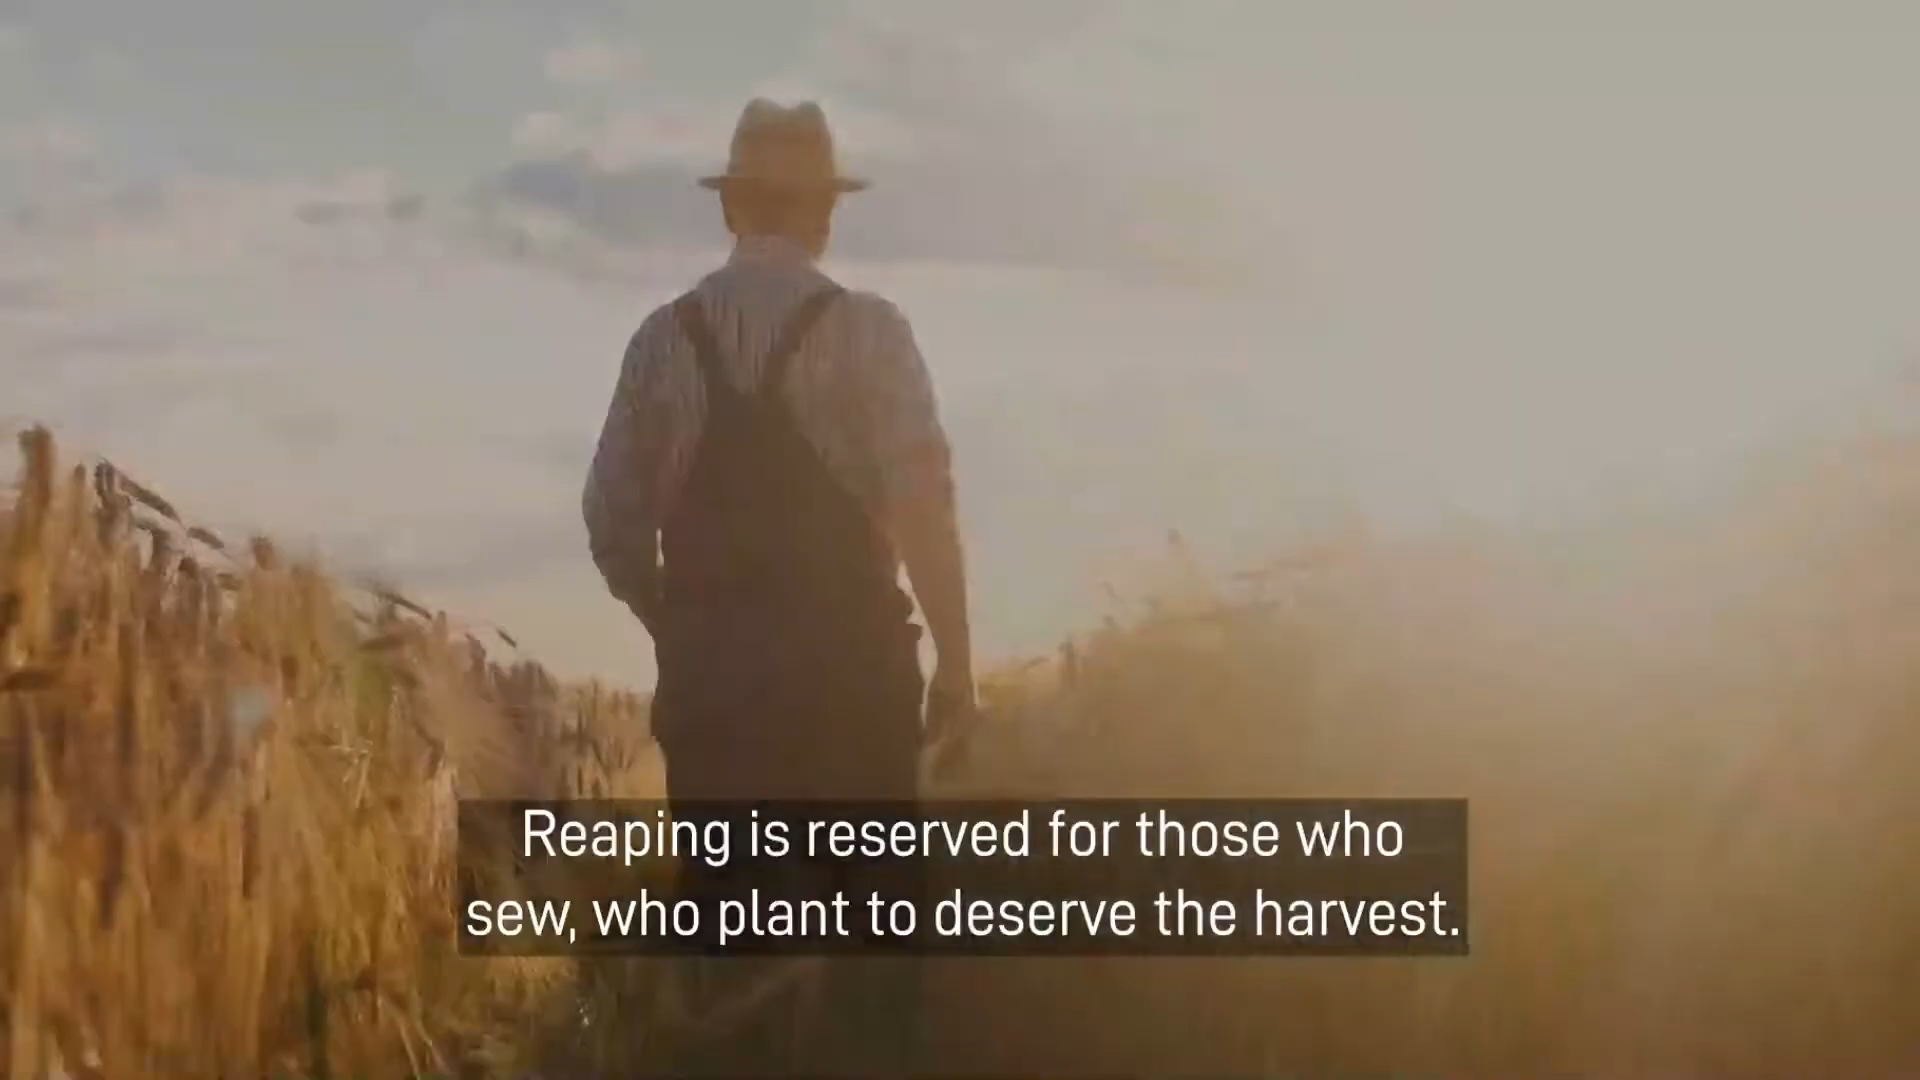 Reaping is reserved for those who
sew, who plant to deserve the harvest.